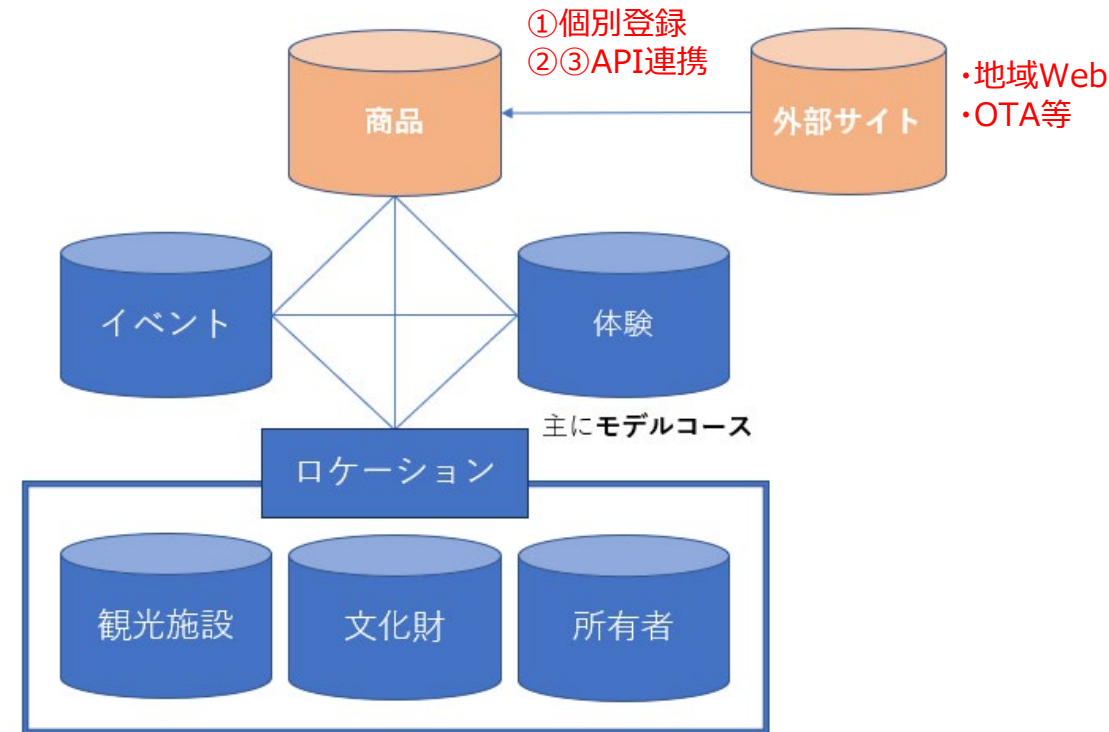 ①個別登録
②③API連携
商品
外部サイト
・地域Web
・OTA等
イベント
体験
主にモデルコース
ロケーション
観光施設
文化財
所有者